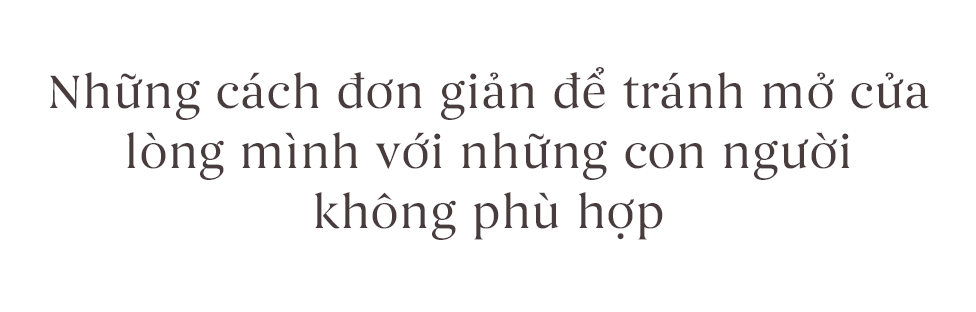 Những cách đơn giản để tránh mở cửa
lòng mình với những con người
không phù hợp